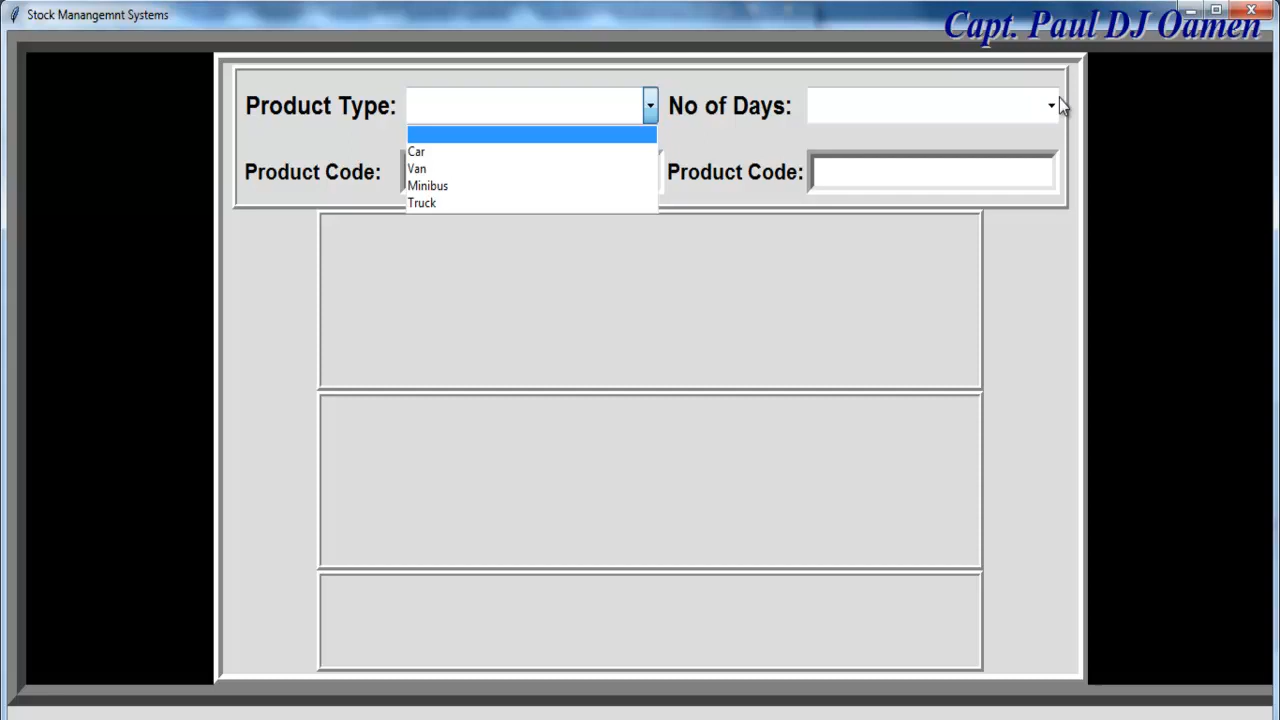 Stock Manangemnt Systems
Capt. Paul DJ Oamen
Product Type:
No of Days:
Car
Van
Minibus
Truck
Product Code:
Product Code: